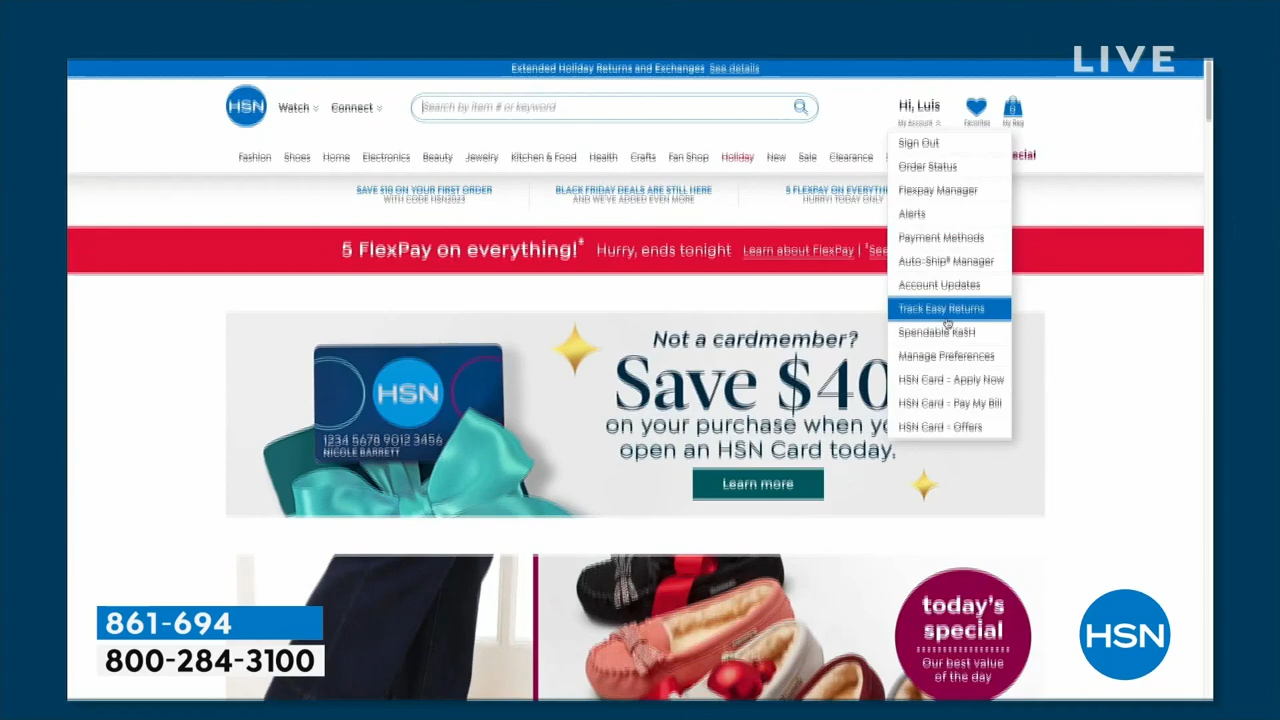 LIVE
Extended Holiday Returns and Exchanges See details
HSN Watch Connect Search by item # or keyword Hi, Luis
My Account Favorites My Bag
0
Fashion Shoes Home Electronics Beauty Jewelry Kitchen & Food Health Crafts Fan Shop Holiday New Sale Clearance
SAVE $10 ON YOUR FIRST ORDER
WITH CODE HSN2023
BLACK FRIDAY DEALS ARE STILL HERE
AND WE'VE ADDED EVEN MORE
5 FLEXPAY ON EVERYTHI
HURRY! TODAY ONLY
Sign Out
Order Status
Flexpay Manager
Alerts
Payment Methods
Auto-Ship® Manager
Account Updates
Track Easy Returns
Spendable Ka$H
Manage Preferences
HSN Card - Apply Now
HSN Card - Pay My Bill
HSN Card - Offers
5 FlexPay on everything!* Hurry, ends tonight Learn about FlexPay | See
HSN
1234 5678 9012 3456
NICOLE BARRETT
Not a cardmember?
Save $40
on your purchase when yo
open an HSN Card today.
Learn more
today's
special
Our best value
of the day
861-694
800-284-3100
HSN